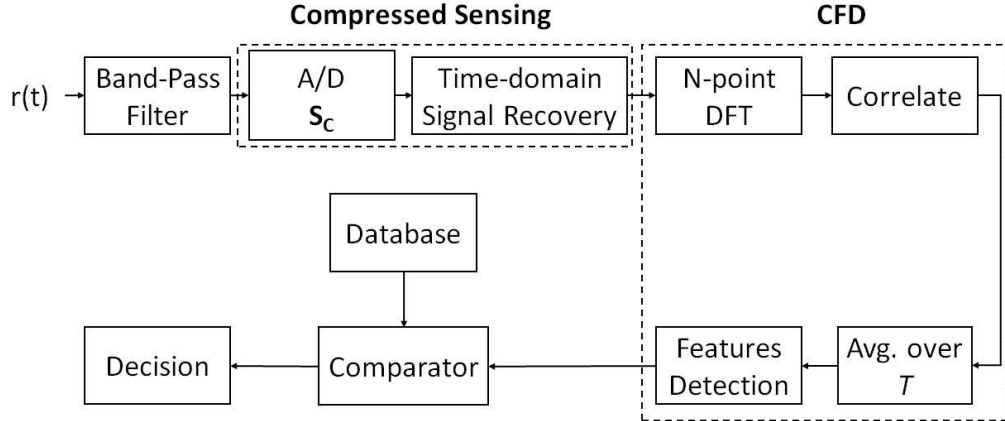 Compressed Sensing
CFD
r(t)
Band-Pass
Filter
A/D
S_C
Time-domain
Signal Recovery
N-point
DFT
Correlate
Database
Decision
Comparator
Features
Detection
Avg. over
T